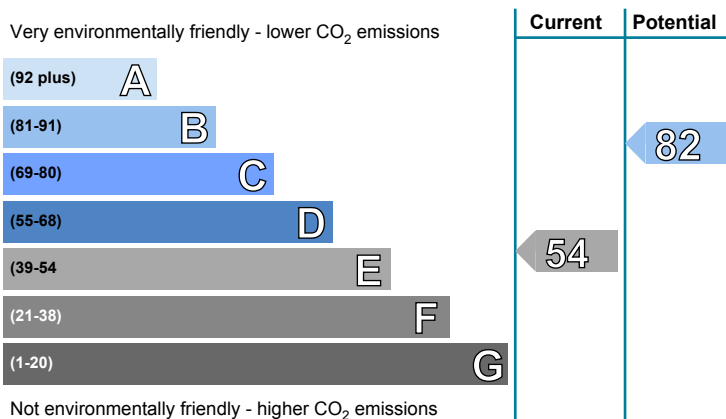 Current Potential
Very environmentally friendly - lower CO2 emissions
(92 plus) A
(81-91) B
82
(69-80) C
(55-68) D
54
(39-54 E
(21-38) F
(1-20) G
Not environmentally friendly - higher CO2 emissions